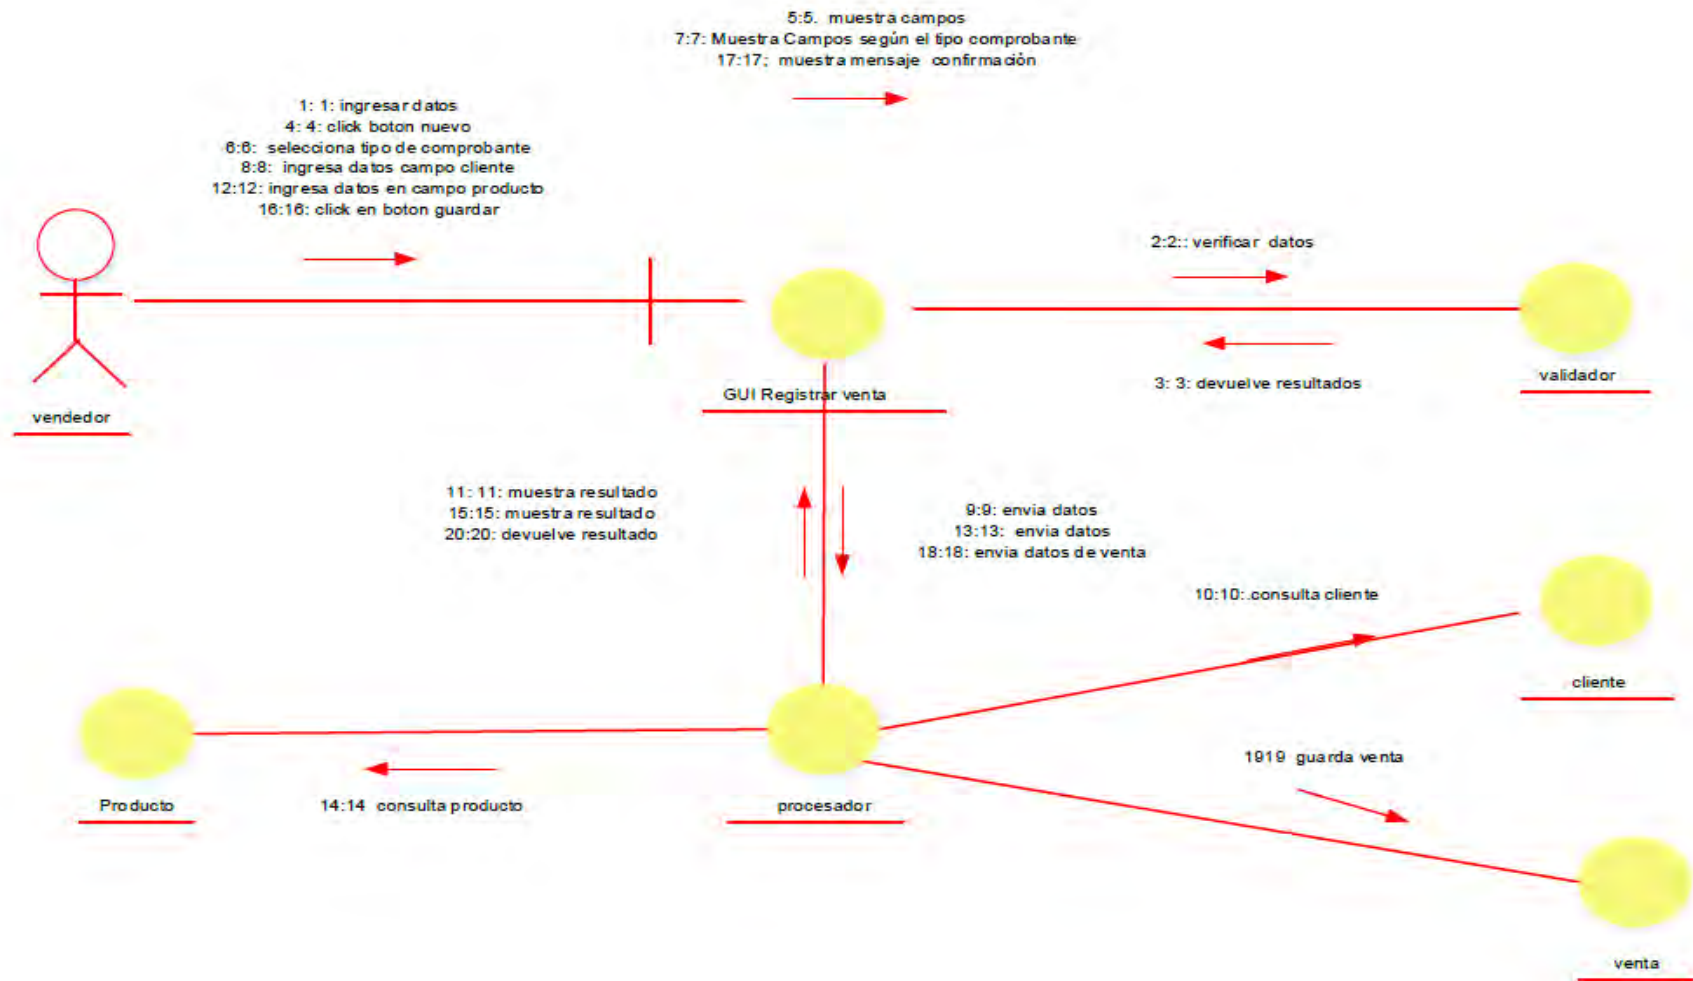 5:5. muestra campos
7:7: Muestra Campos según el tipo comprobante
17:17: muestra mensaje confirmación
1: 1: ingresar datos
4: 4: click boton nuevo
6:6: selecciona tipo de comprobante
8:8: ingresa datos campo cliente
12:12: ingresa datos en campo producto
16:16: click en boton guardar
2:2:: verificar datos
3: 3: devuelve resultados
validador
GUI Registrar venta
vendedor
11: 11: muestra resultado
15:15: muestra resultado
20:20: devuelve resultado
9:9: envia datos
13:13: envia datos
18:18: envia datos de venta
10:10:.consulta cliente
cliente
1919 guarda venta
Producto
14:14 consulta producto
procesador
venta